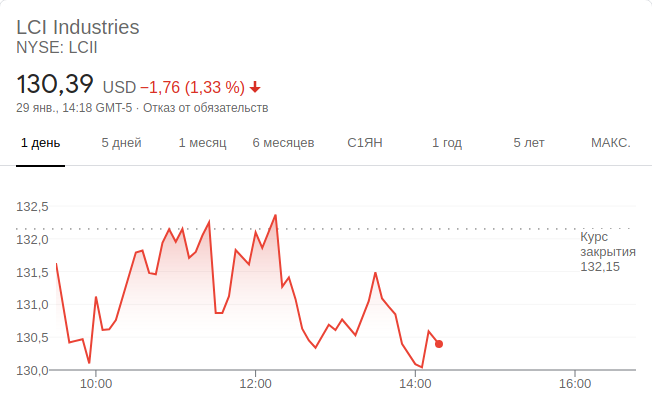 LCI Industries
NYSE: LCII
130,39 USD −1,76 (1,33 %)
29 янв., 14:18 GMT-5 · Отказ от обязательств
1 день 5 дней 1 месяц 6 месяцев С1ЯН 1 год 5 лет МАКС.
132,5
132,0
131,5
131,0
130,5
130,0
Курс
закрытия
132,15
10:00 12:00 14:00 16:00